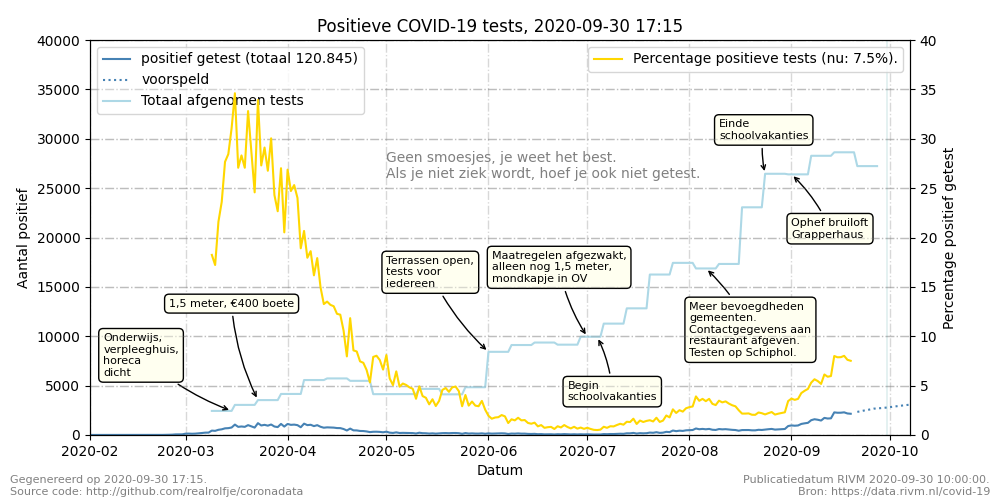 Positieve COVID-19 tests, 2020-09-30 17:15
positief getest (totaal 120.845)
voorspeld
Totaal afgenomen tests
Percentage positieve tests (nu: 7.5%).
Aantal positief
40000
35000
30000
25000
20000
15000
10000
5000
0
Geen smoesjes, je weet het best.
Als je niet ziek wordt, hoef je ook niet getest.
Onderwijs,
verpleeghuis,
horeca
dicht
1,5 meter, €400 boete
Terrassen open,
tests voor
iedereen
Maatregelen afgezwakt,
alleen nog 1,5 meter,
mondkapje in OV
Begin
schoolvakanties
Meer bevoegdheden
gemeenten.
Contactgegevens aan
restaurant afgeven.
Testen op Schiphol.
Einde
schoolvakanties
Ophef bruiloft
Grapperhaus
40
35
30
25
20
15
10
5
0
Percentage positief getest
2020-02 2020-03 2020-04 2020-05 2020-06 2020-07 2020-08 2020-09 2020-10
Datum
Gegenereerd op 2020-09-30 17:15.
Source code: http://github.com/realrolfje/coronadata
Publicatiedatum RIVM 2020-09-30 10:00:00.
Bron: https://data.rivm.nl/covid-19